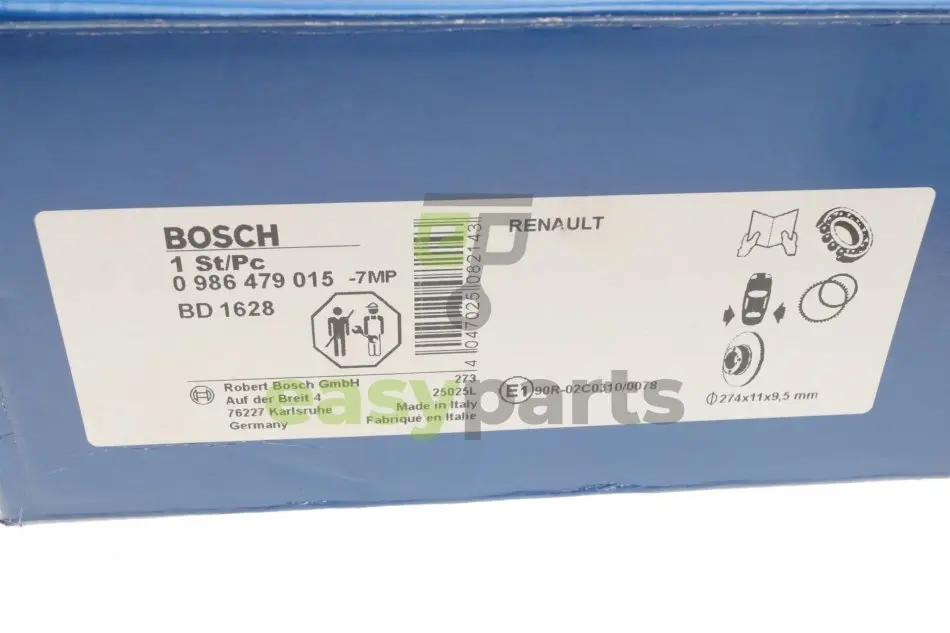 BOSCH
1 St/Pc
0 986 479 015 -7MP
BD 1628
4 047025 082143
RENAULT
Robert Bosch GmbH
Auf der Breit 4
76227 Karlsruhe
Germany
273
25025L
Made in Italy
Fabriqué en Italie
E1 90R-02C0310/0078
Φ 274x11x9,5 mm
easyparts